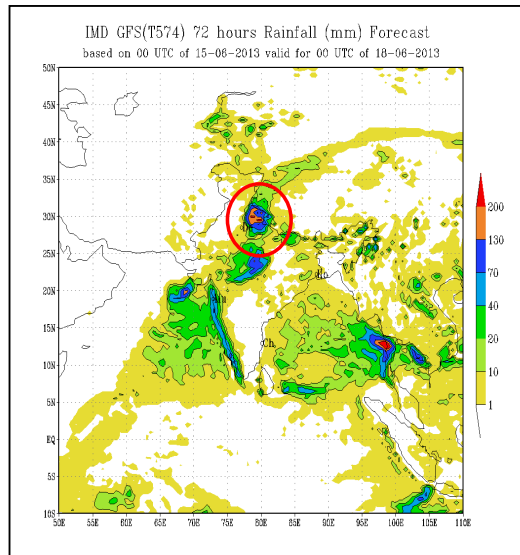 IMD GFS(T574) 72 hours Rainfall (mm) Forecast
based on 00 UTC of 15-06-2013 valid for 00 UTC of 18-06-2013
50N
45N
40N
35N
30N
25N
20N
15N
10N
5N
EQ
5S
10S
50E 55E 60E 65E 70E 75E 80E 85E 90E 95E 100E 105E 110E
Ch.
200
130
70
40
20
10
1